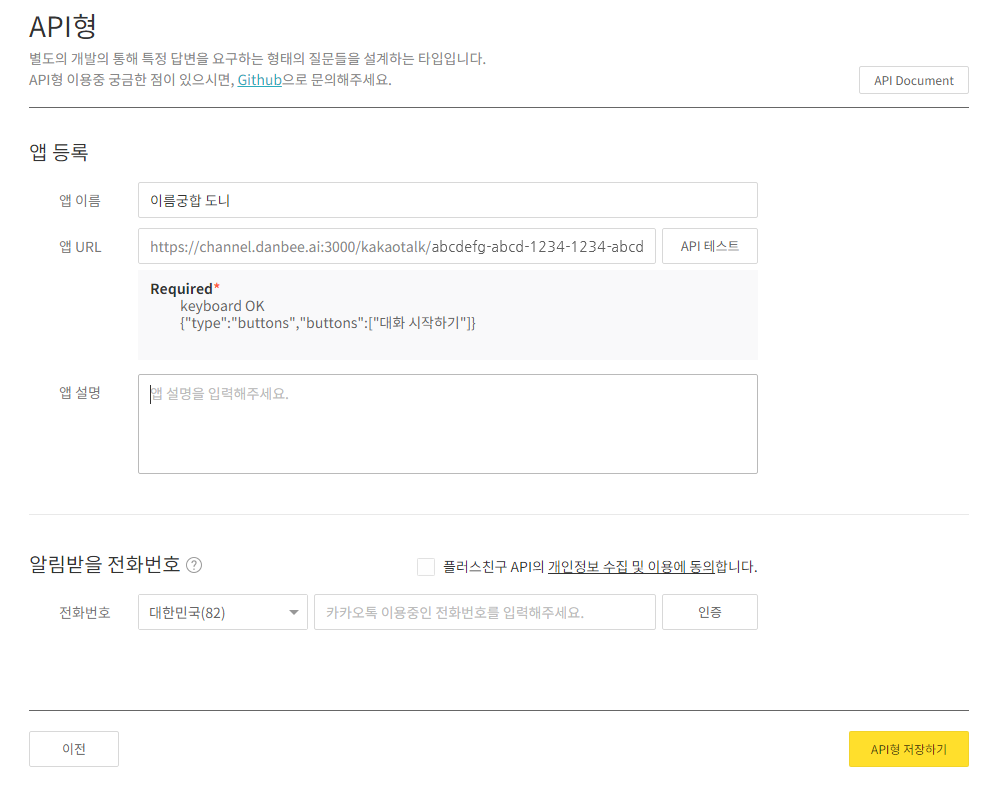 API형
별도의 개발의 통해 특정 답변을 요구하는 형태의 질문들을 설계하는 타입입니다.
API형 이용중 궁금한 점이 있으시면, Github으로 문의해주세요.
API Document
앱 등록
앱 이름
이름궁합 도니
앱 URL
https://channel.danbee.ai:3000/kakaotalk/abcdefg-abcd-1234-1234-abcd
API 테스트
Required*
keyboard OK
{"type":"buttons","buttons":["대화 시작하기"]}
앱 설명
앱 설명을 입력해주세요.
알림받을 전화번호 ?
플러스친구 API의 개인정보 수집 및 이용에 동의합니다.
전화번호
대한민국(82)
카카오톡 이용중인 전화번호를 입력해주세요.
인증
이전
API형 저장하기